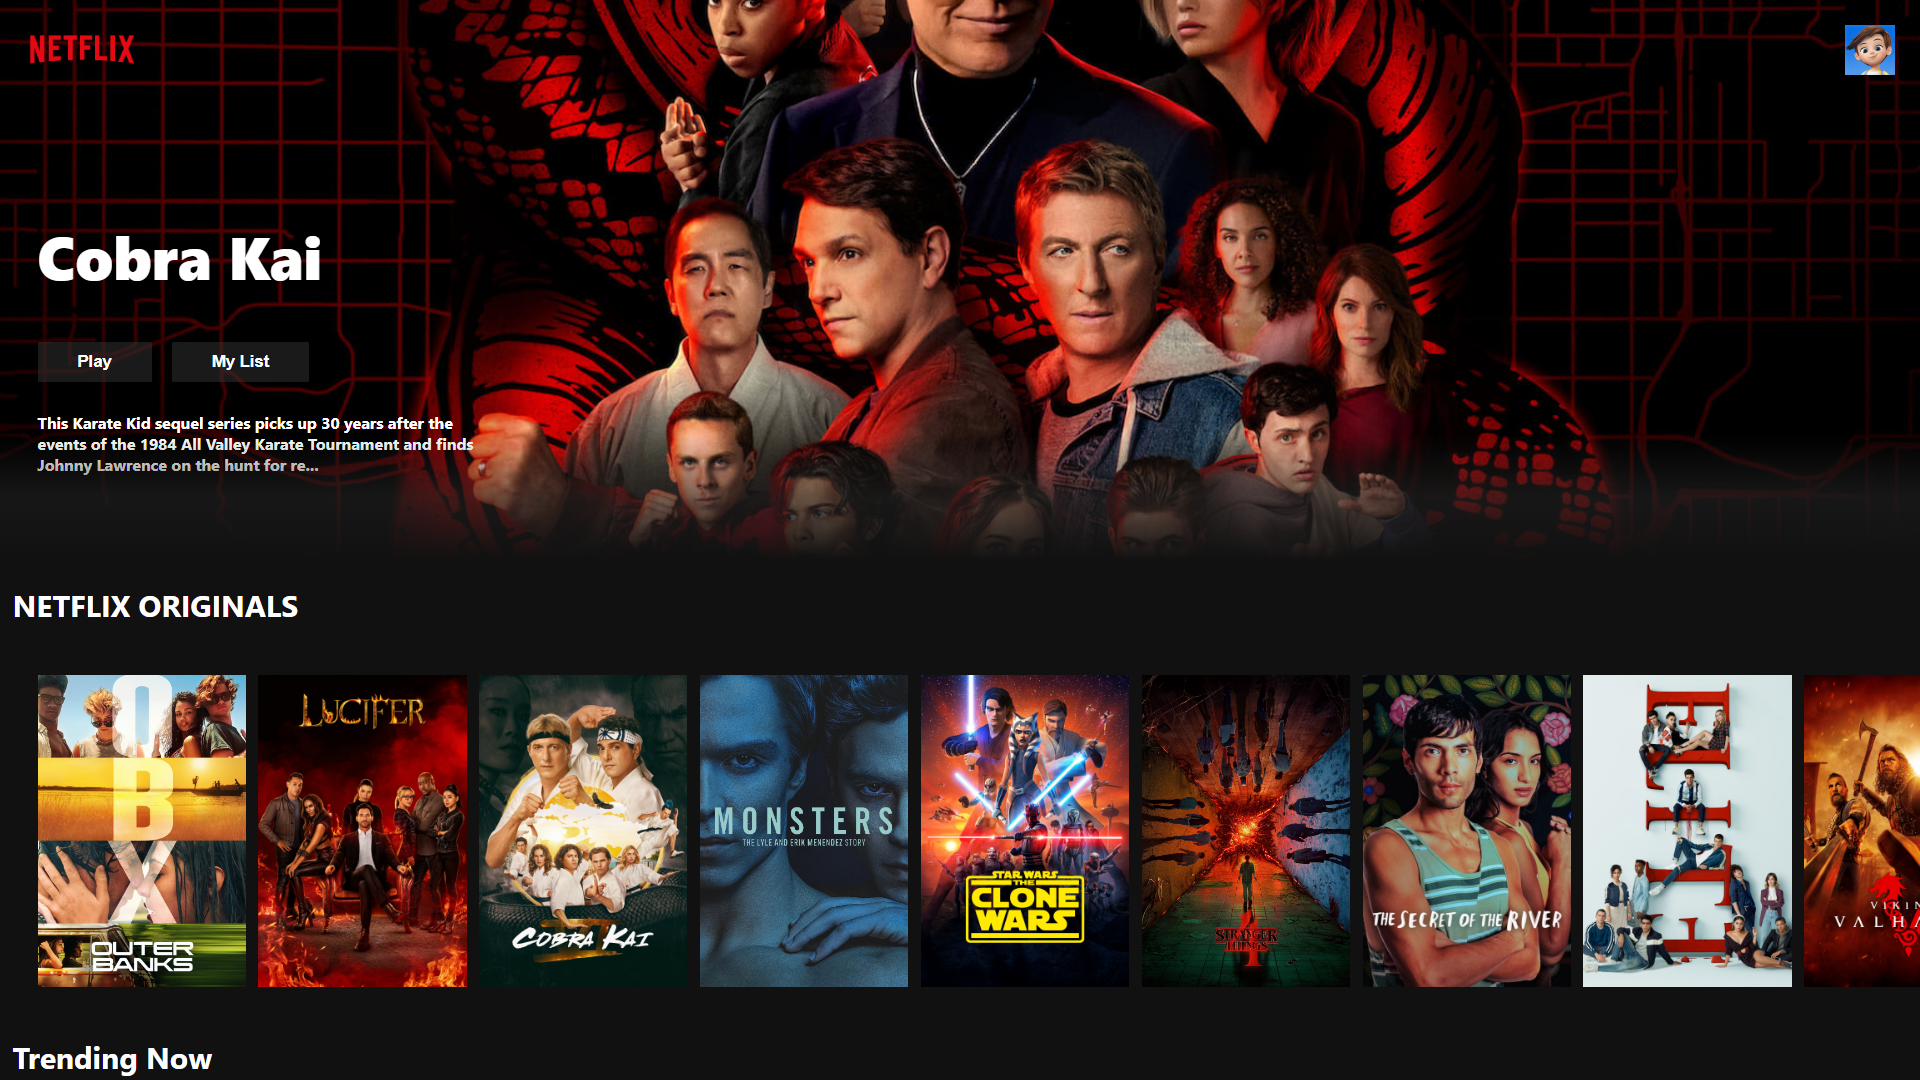 NETFLIX
Cobra Kai
Play
My List
This Karate Kid sequel series picks up 30 years after the
events of the 1984 All Valley Karate Tournament and finds
Johnny Lawrence on the hunt for re...
NETFLIX ORIGINALS
OBX
OUTER
BANKS
LUCIFER
COBRA KAI
MONSTERS
THE LYLE AND ERIK MENENDEZ STORY
STAR WARS
THE
CLONE
WARS
STRANGER
THINGS
4
THE SECRET OF THE RIVER
ELITE
VIKIN
VALHA
Trending Now